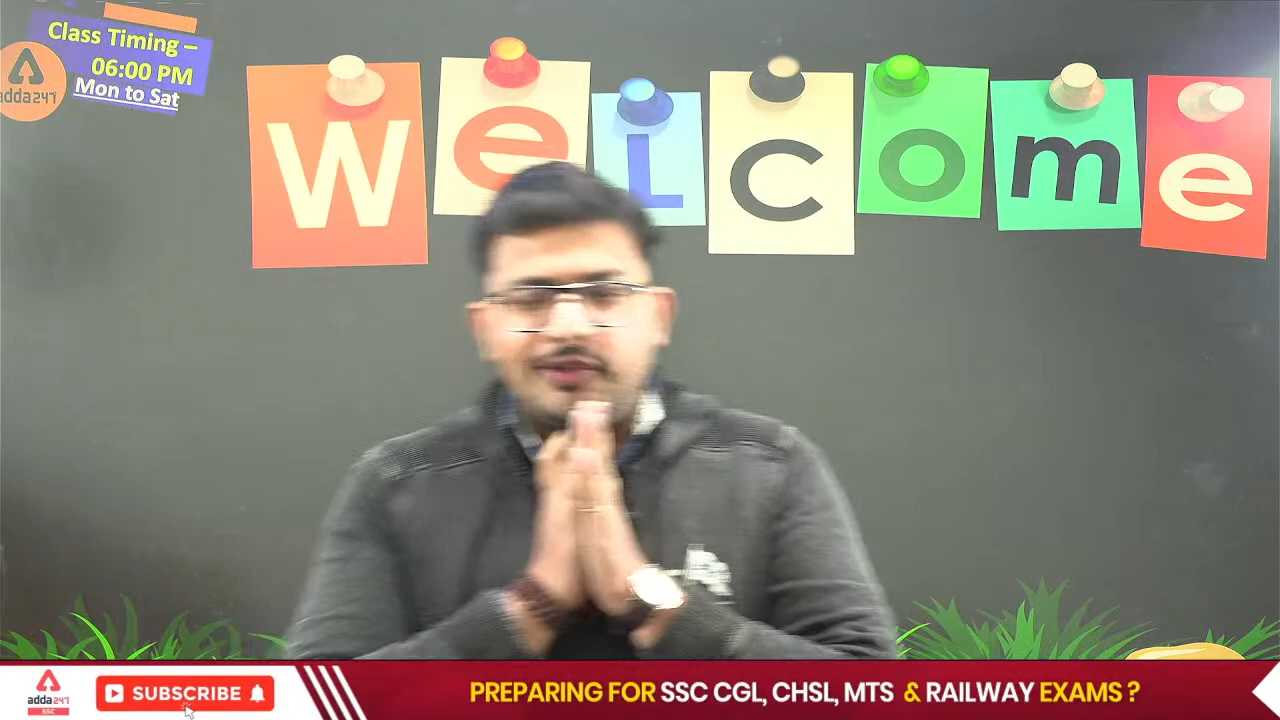 Class Timing –
06:00 PM
Mon to Sat
adda247
weLcome
adda247
SSC
SUBSCRIBE
PREPARING FOR SSC CGL, CHSL, MTS & RAILWAY EXAMS ?